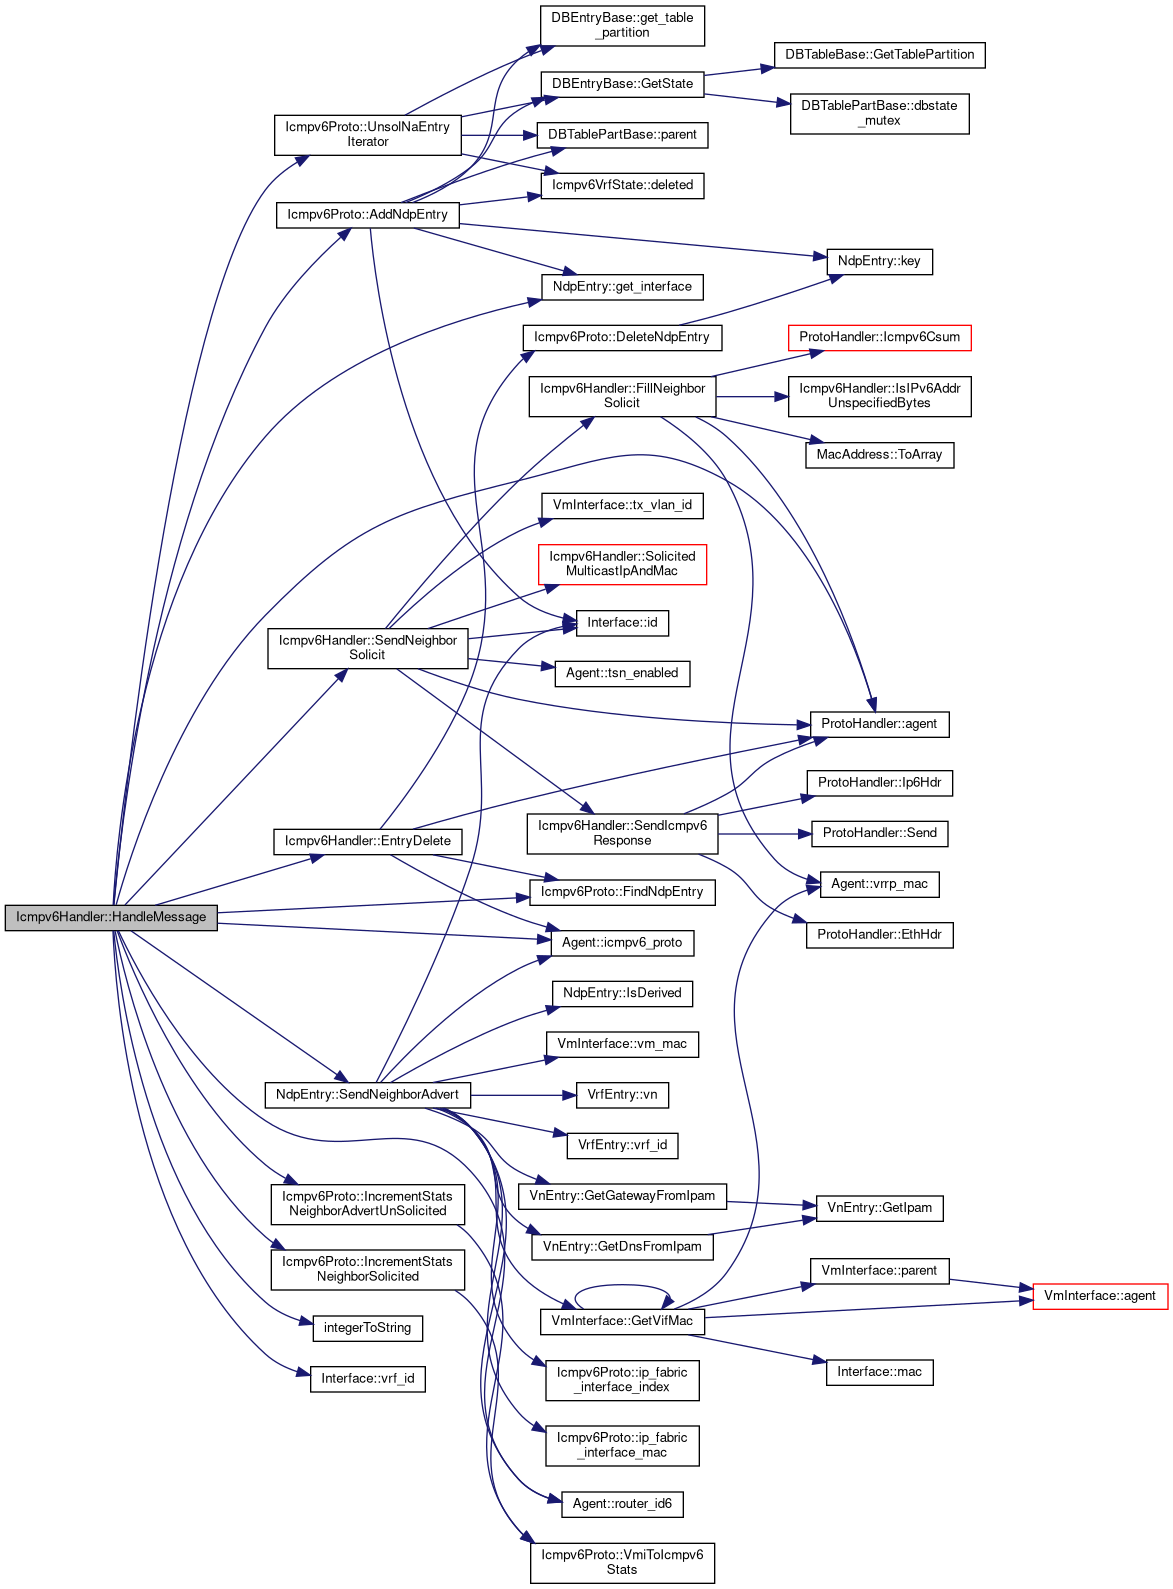 DBEntryBase::get_table
_partition
DBTableBase::GetTablePartition
DBEntryBase::GetState
DBTablePartBase::dbstate
_mutex
Icmpv6Proto::UnsolNaEntry
Iterator
DBTablePartBase::parent
Icmpv6VrfState::deleted
Icmpv6Proto::AddNdpEntry
NdpEntry::key
NdpEntry::get_interface
Icmpv6Proto::DeleteNdpEntry
ProtoHandler::Icmpv6Csum
Icmpv6Handler::FillNeighbor
Solicit
Icmpv6Handler::IsIPv6Addr
UnspecifiedBytes
MacAddress::ToArray
VmInterface::tx_vlan_id
Icmpv6Handler::Solicited
MulticastIpAndMac
Interface::id
Icmpv6Handler::SendNeighbor
Solicit
Agent::tsn_enabled
ProtoHandler::agent
ProtoHandler::Ip6Hdr
Icmpv6Handler::SendIcmpv6
Response
ProtoHandler::Send
Icmpv6Handler::EntryDelete
Agent::vrrp_mac
Icmpv6Proto::FindNdpEntry
Icmpv6Handler::HandleMessage
ProtoHandler::EthHdr
Agent::icmpv6_proto
NdpEntry::IsDerived
VmInterface::vm_mac
NdpEntry::SendNeighborAdvert
VrfEntry::vn
VrfEntry::vrf_id
VnEntry::GetGatewayFromIpam
Icmpv6Proto::IncrementStats
NeighborAdvertUnSolicited
VnEntry::GetIpam
VnEntry::GetDnsFromIpam
Icmpv6Proto::IncrementStats
NeighborSolicited
VmInterface::parent
VmInterface::agent
VmInterface::GetVifMac
integerToString
Interface::mac
Interface::vrf_id
Icmpv6Proto::ip_fabric
_interface_index
Icmpv6Proto::ip_fabric
_interface_mac
Agent::router_id6
Icmpv6Proto::VmiToIcmpv6
Stats